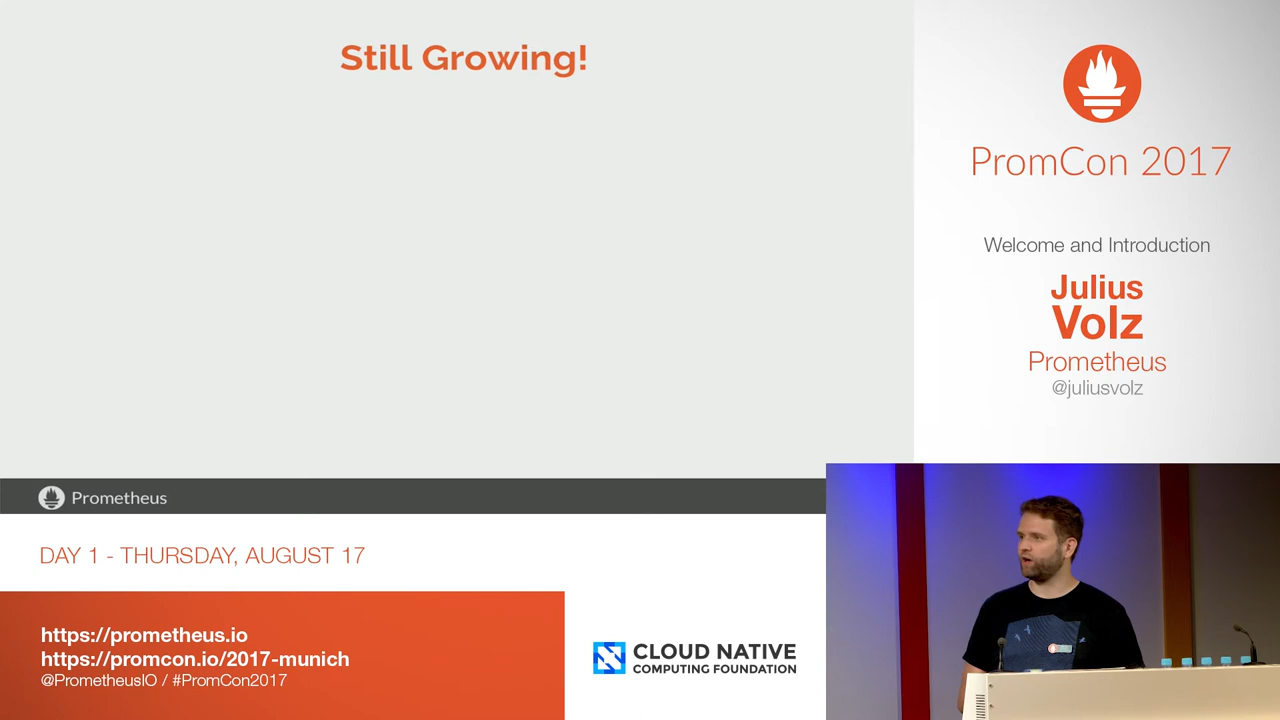 Still Growing!
PromCon 2017
Welcome and Introduction
Julius
Volz
Prometheus
@juliusvolz
Prometheus
DAY 1 - THURSDAY, AUGUST 17
https://prometheus.io
https://promcon.io/2017-munich
@PrometheusIO / #PromCon2017
CLOUD NATIVE
COMPUTING FOUNDATION